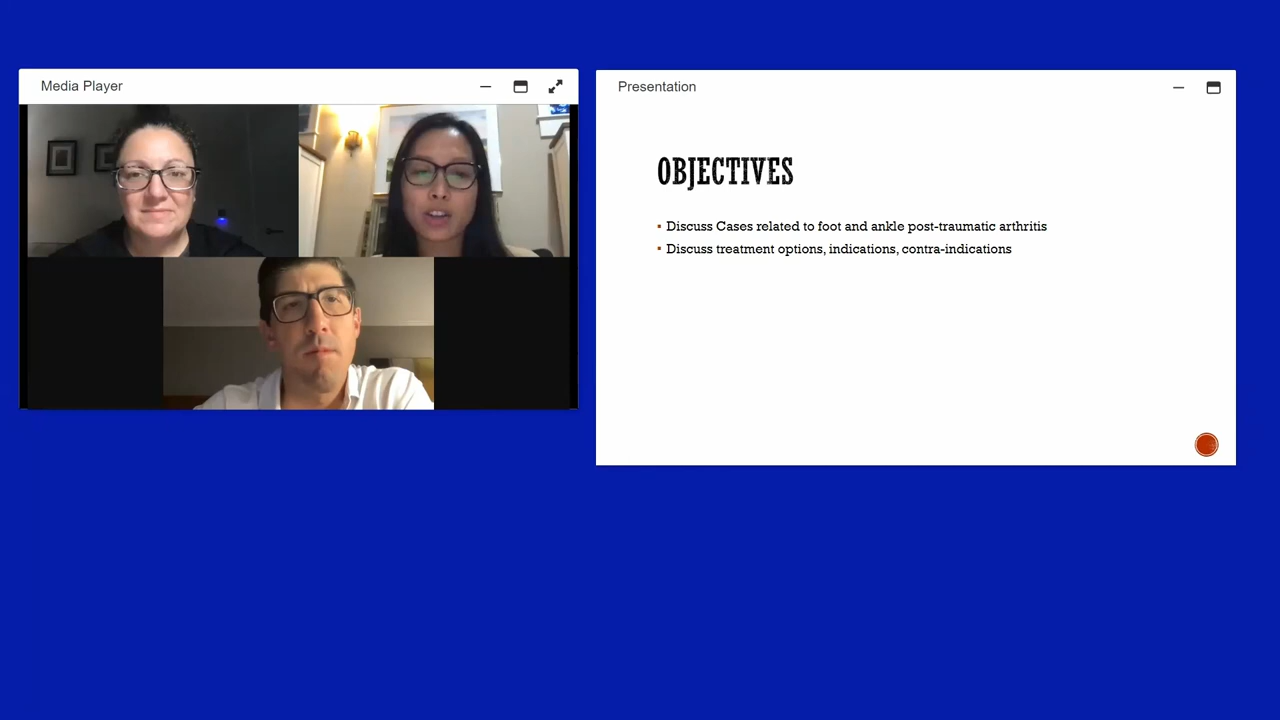 Media Player
Presentation
OBJECTIVES
Discuss Cases related to foot and ankle post-traumatic arthritis
Discuss treatment options, indications, contra-indications